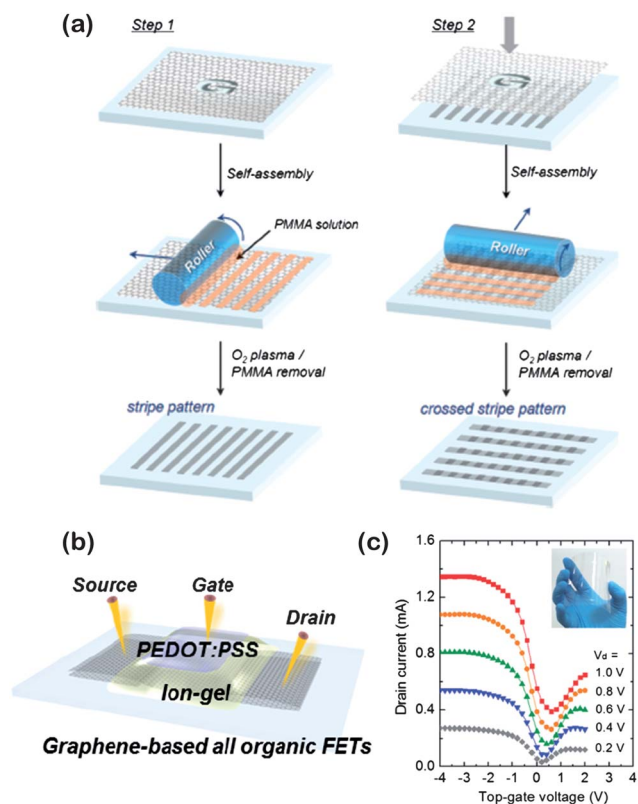 (a)
Step 1
Step 2
G
G
Self-assembly
Self-assembly
PMMA solution
Roller
Roller
O2 plasma /
PMMA removal
O2 plasma /
PMMA removal
stripe pattern
crossed stripe pattern
(b)
Source
Gate
Drain
PEDOT:PSS
Ion-gel
Graphene-based all organic FETs
(c)
Drain current (mA)
1.6
1.2
0.8
0.4
0.0
Vd =
1.0 V
0.8 V
0.6 V
0.4 V
0.2 V
-4 -3 -2 -1 0 1 2 3 4
Top-gate voltage (V)